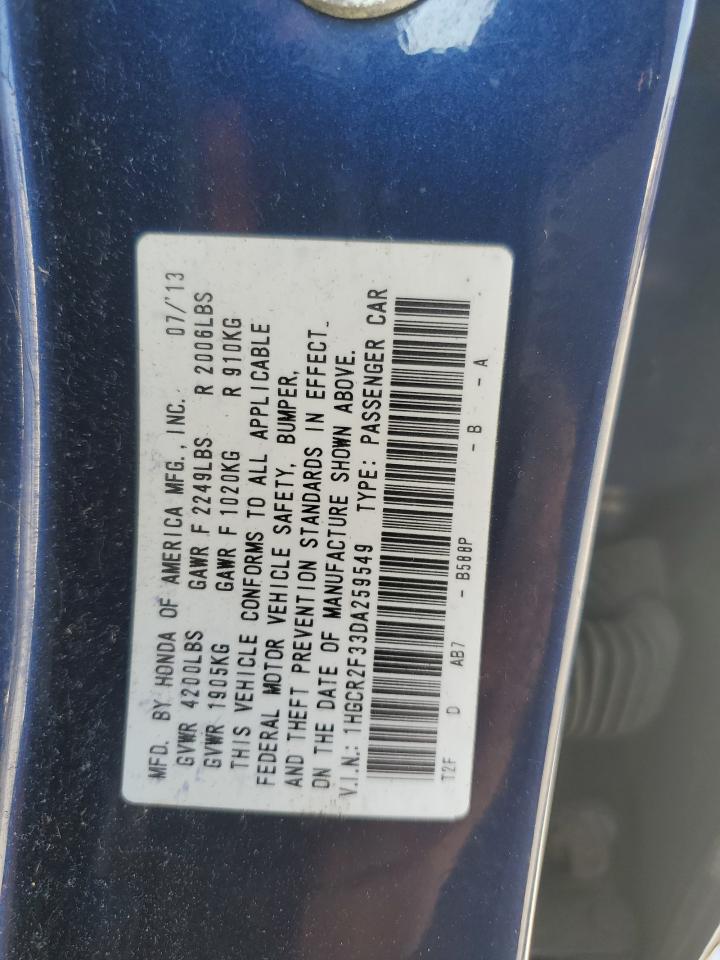 MFD. BY HONDA OF AMERICA MFG., INC. 07/'13
GVWR 4200LBS GAWR F 2249LBS R 2006LBS
GVWR 1905KG GAWR F 1020KG R 910KG
THIS VEHICLE CONFORMS TO ALL APPLICABLE
FEDERAL MOTOR VEHICLE SAFETY, BUMPER,
AND THEFT PREVENTION STANDARDS IN EFFECT
ON THE DATE OF MANUFACTURE SHOWN ABOVE.
V.I.N.: 1HGCR2F33DA259549 TYPE: PASSENGER CAR
T2F D AB7 - B588P - B - A